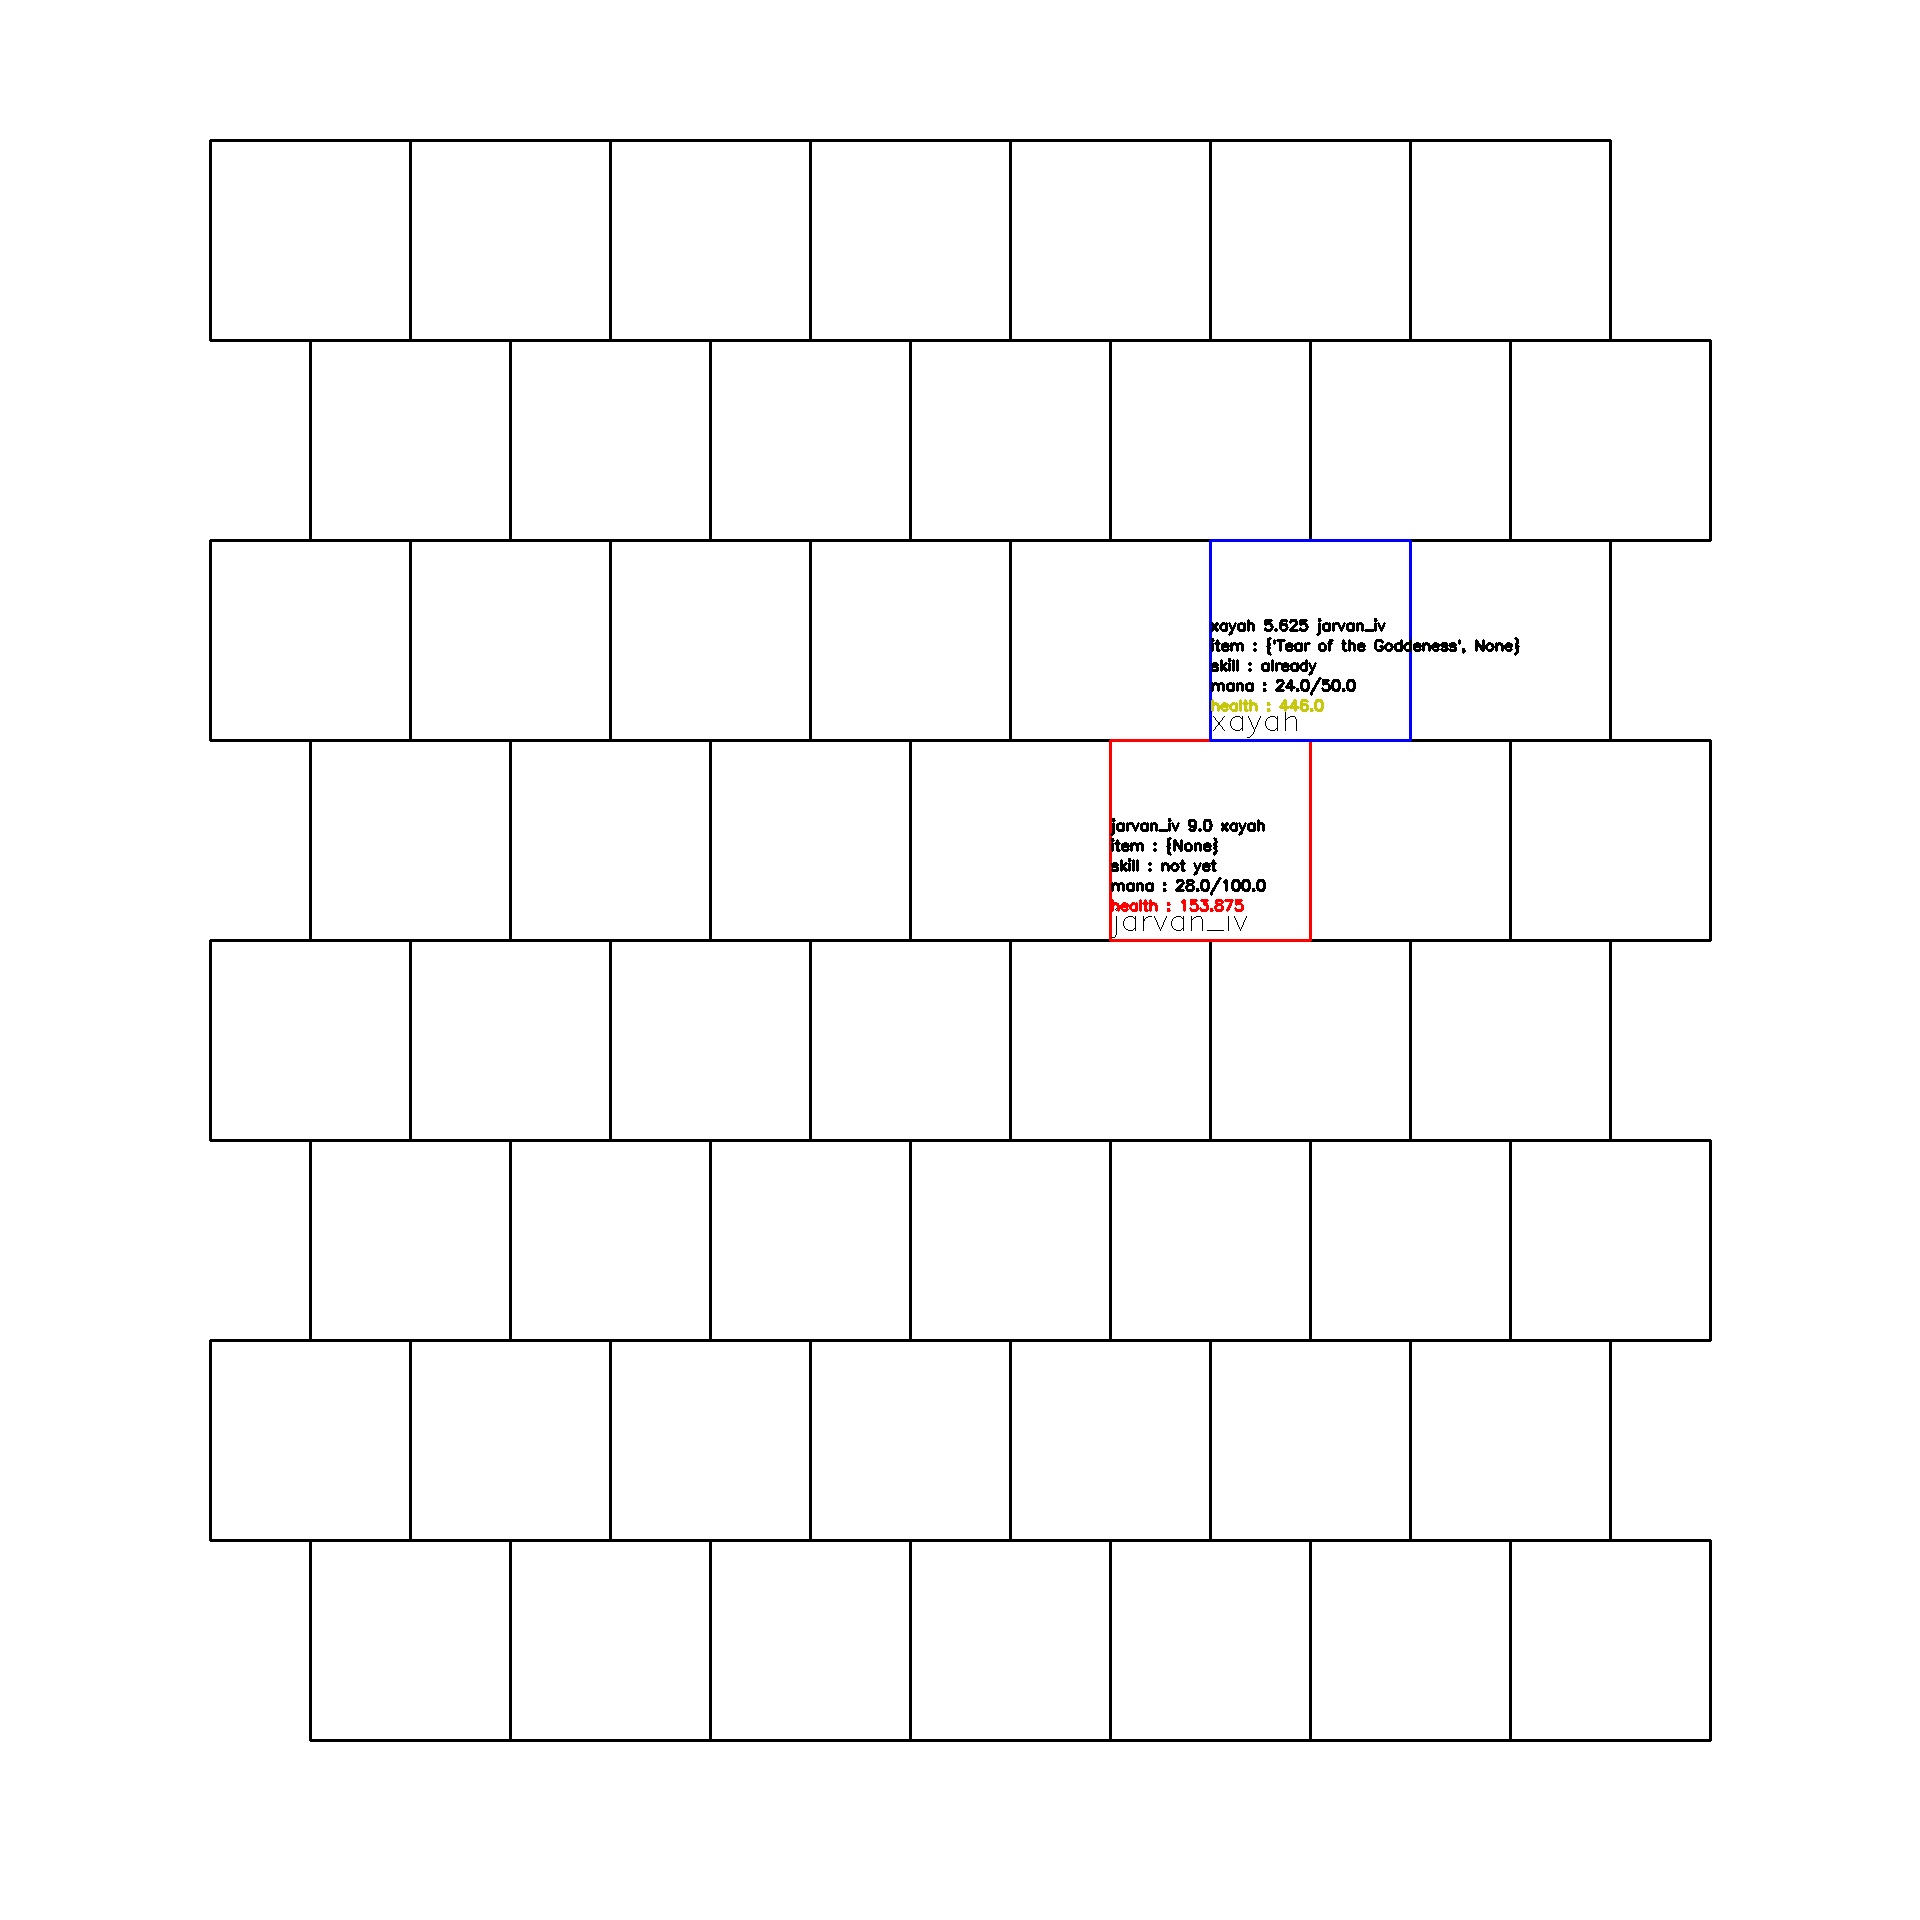 xayah 5.625 jarvan_iv
item : {'Tear of the Goddeness', None}
skill : already
mana : 24.0/50.0
health : 446.0
xayah
jarvan_iv 9.0 xayah
item : {None}
skill : not yet
mana : 28.0/100.0
health : 153.875
jarvan_iv